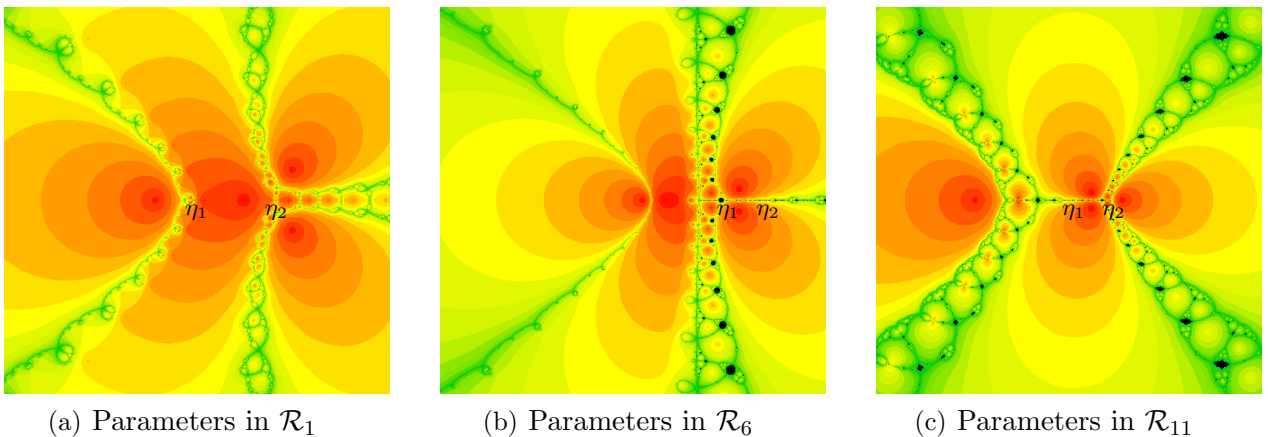 η₁ η₂ η₁ η₂ η₁ η₂
(a) Parameters in ℛ₁ (b) Parameters in ℛ₆ (c) Parameters in ℛ₁₁